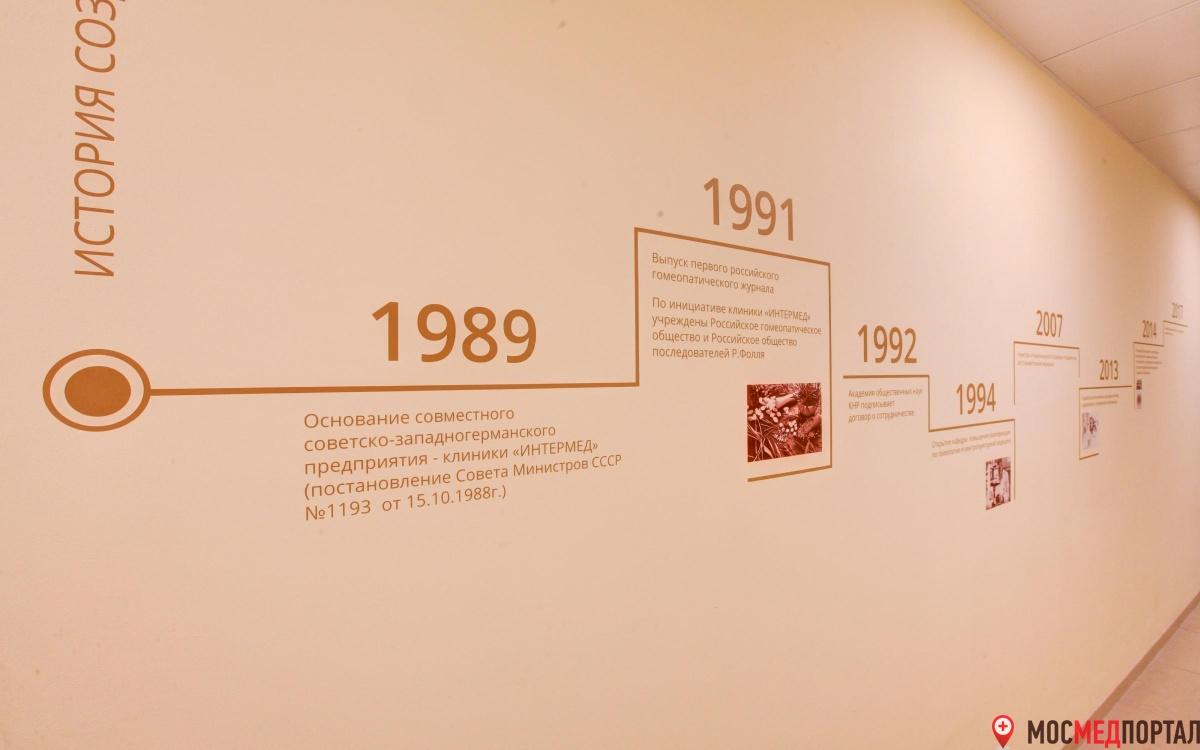 ИСТОРИЯ
1989
Основание совместного
советско-западногерманского
предприятия - клиники «ИНТЕРМЕД»
(постановление Совета Министров СССР
№1193 от 15.10.1988г.)
1991
Выпуск первого российского
гомеопатического журнала
По инициативе клиники «ИНТЕРМЕД»
учреждены Российское гомеопатическое
общество и Российское общество
последователей Р.Фолля
1992
Академия общественных наук
КНР подписывает
договор о сотрудничестве
1994
2007
2013
2014
2017
МОСМЕДПОРТАЛ